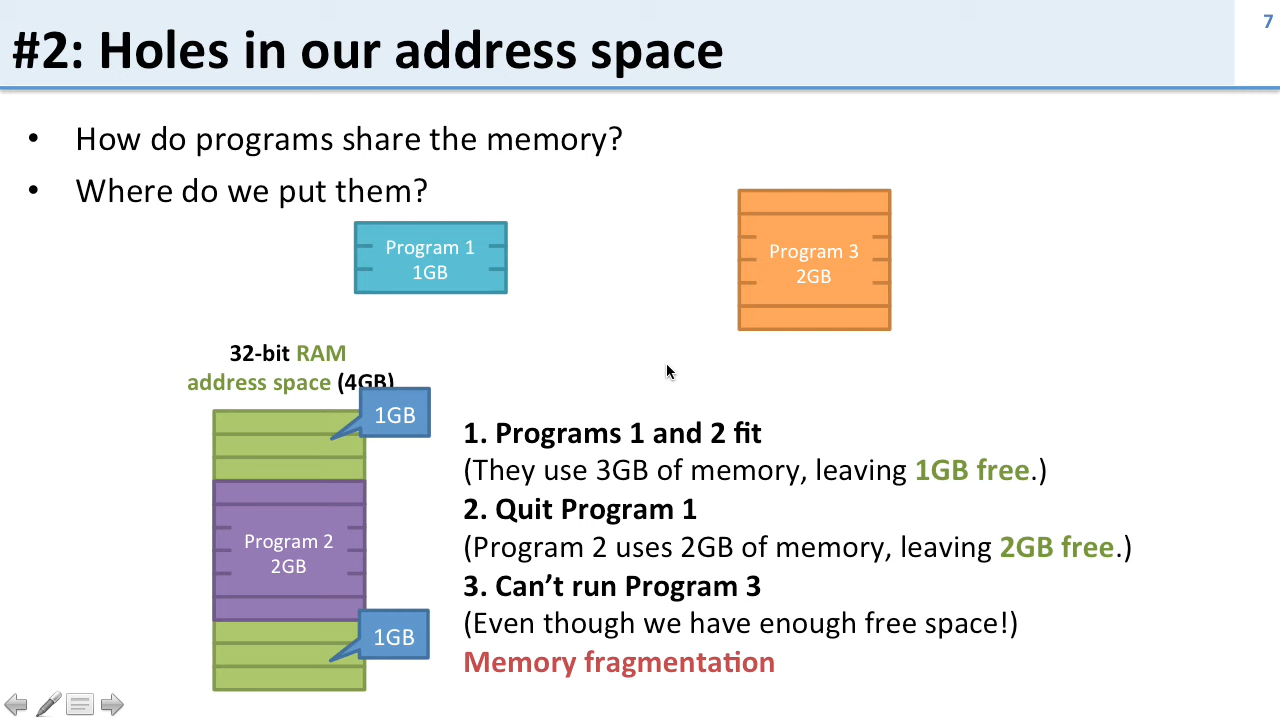 7
#2: Holes in our address space
• How do programs share the memory?
• Where do we put them?
Program 1
1GB
Program 3
2GB
32-bit RAM
address space (4GB)
1GB
Program 2
2GB
1GB
1. Programs 1 and 2 fit
(They use 3GB of memory, leaving 1GB free.)
2. Quit Program 1
(Program 2 uses 2GB of memory, leaving 2GB free.)
3. Can’t run Program 3
(Even though we have enough free space!)
Memory fragmentation